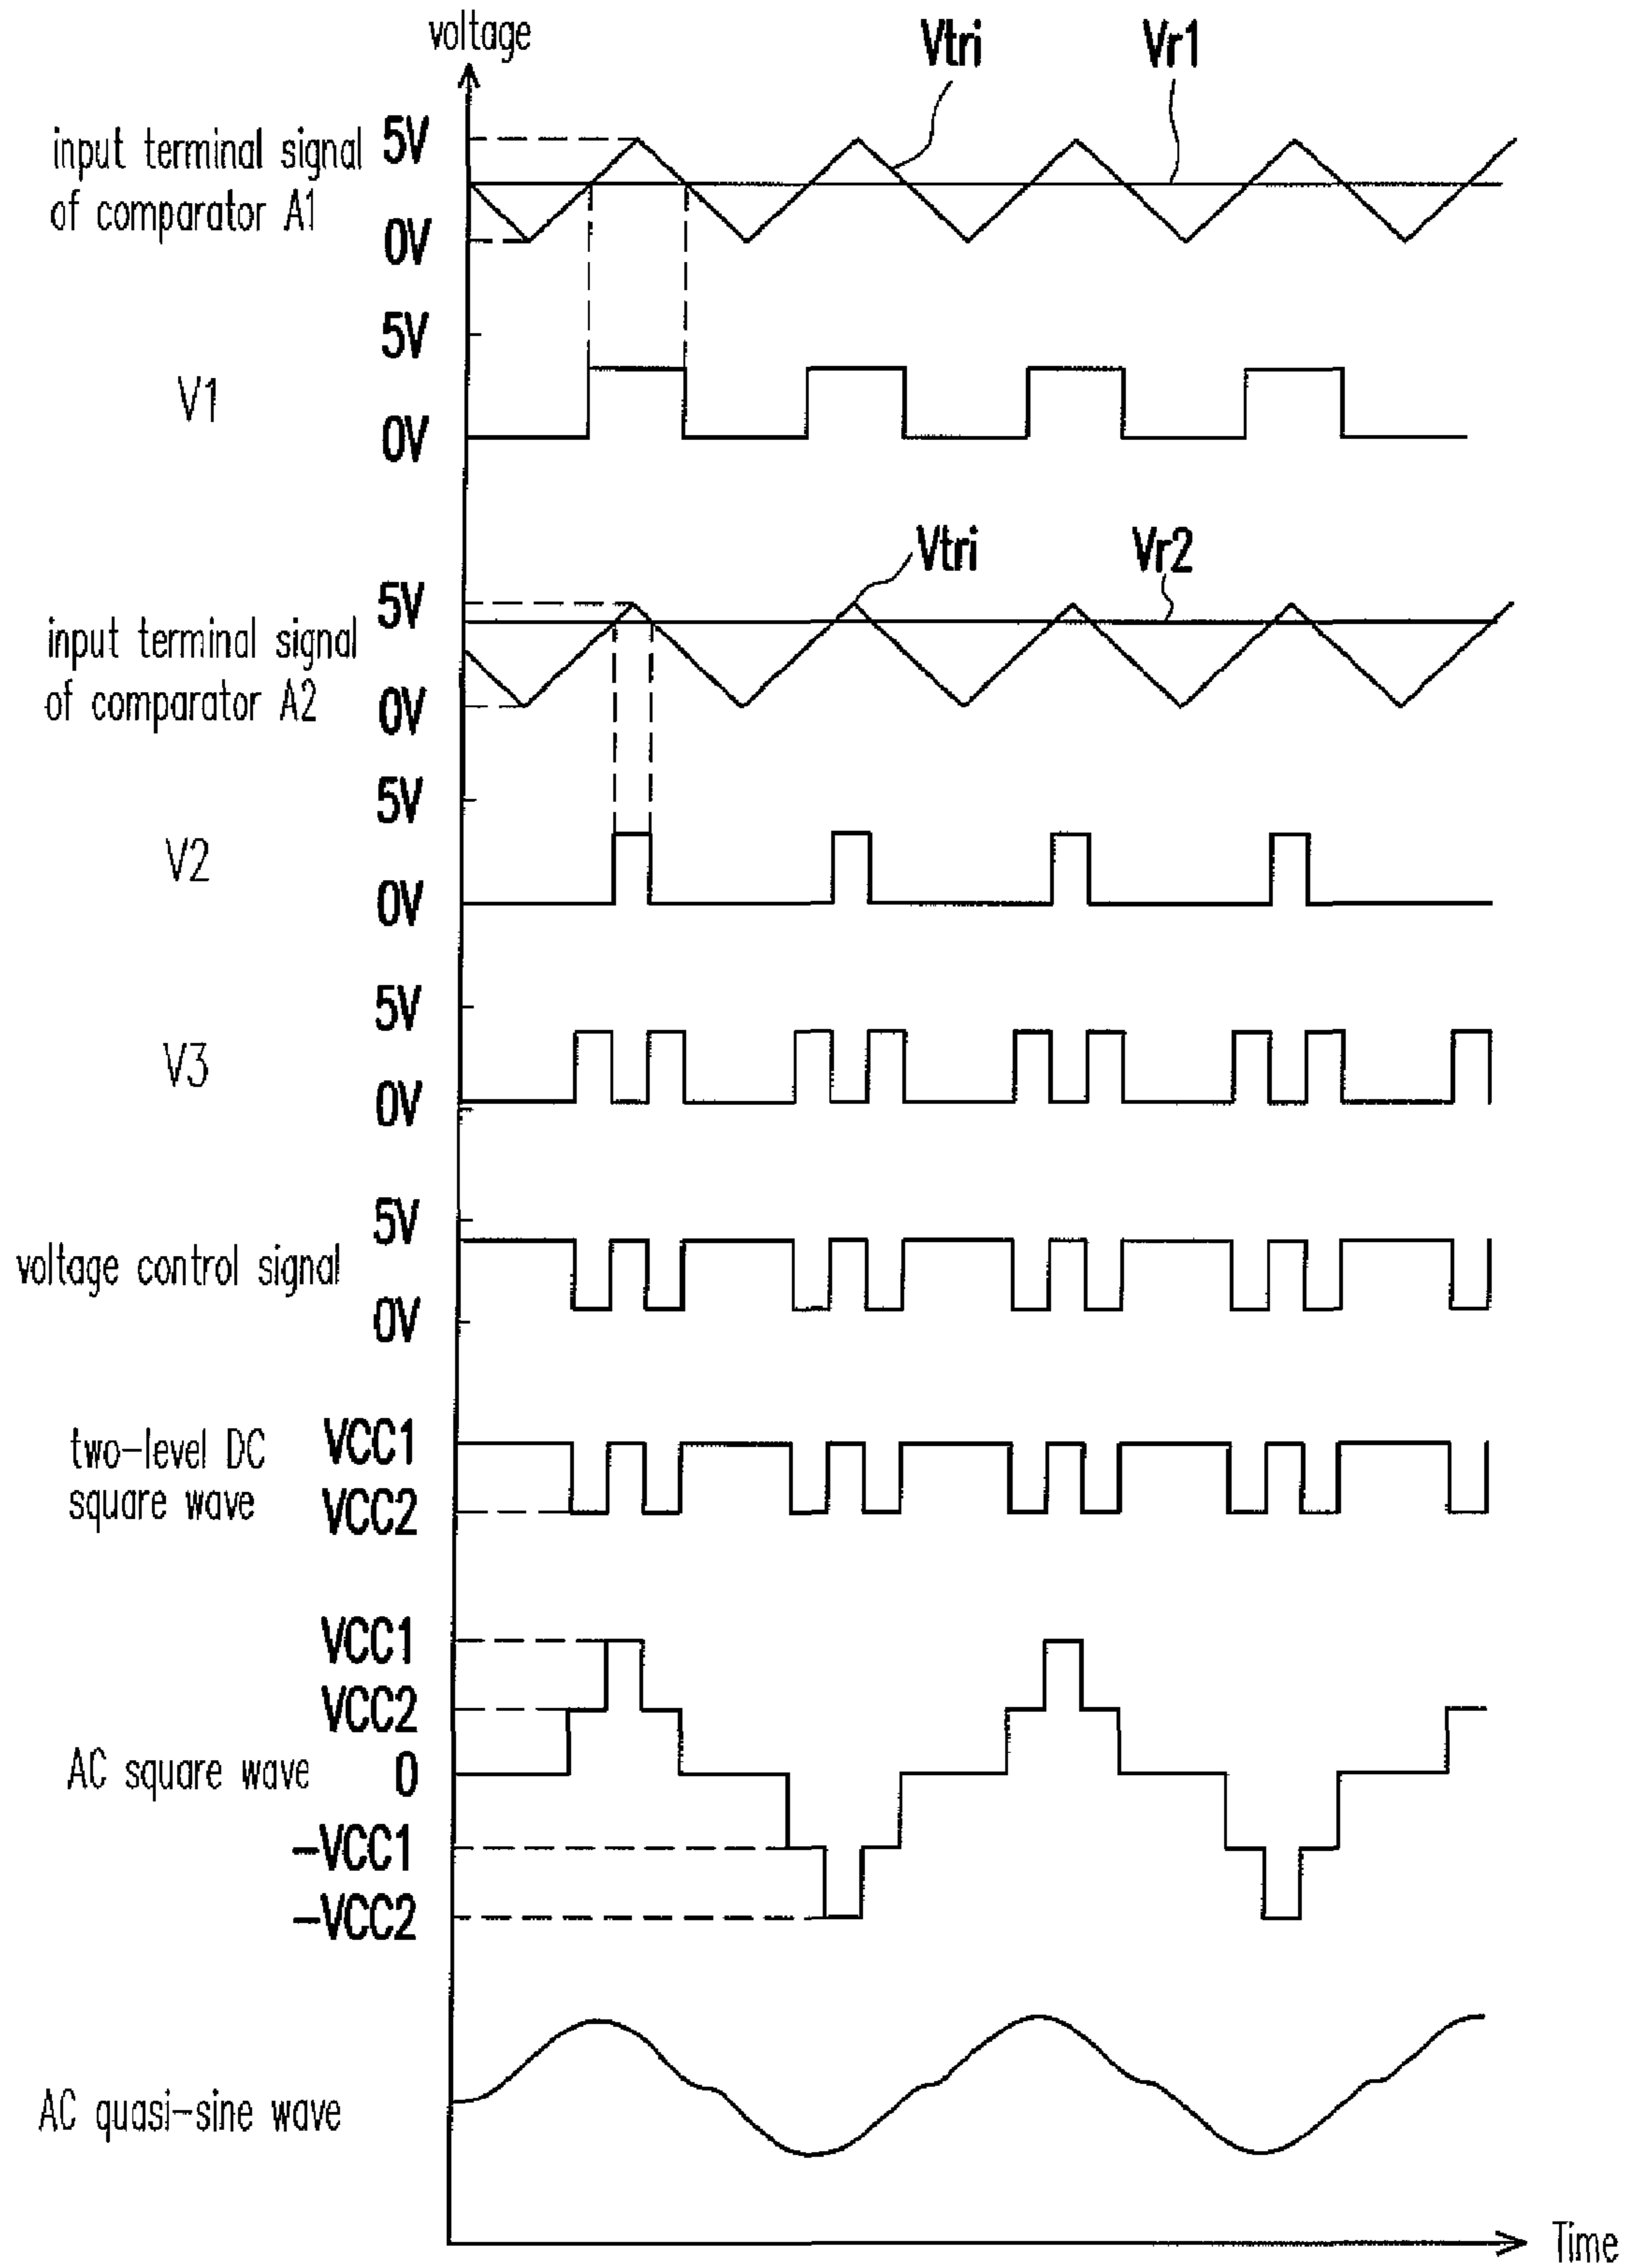 voltage
Vtri
Vr1
input terminal signal
of comparator A1
5V
0V
V1
5V
0V
Vtri
Vr2
input terminal signal
of comparator A2
5V
0V
V2
5V
0V
V3
5V
0V
voltage control signal
5V
0V
two-level DC
square wave
VCC1
VCC2
AC square wave
VCC1
VCC2
0
-VCC1
-VCC2
AC quasi-sine wave
Time